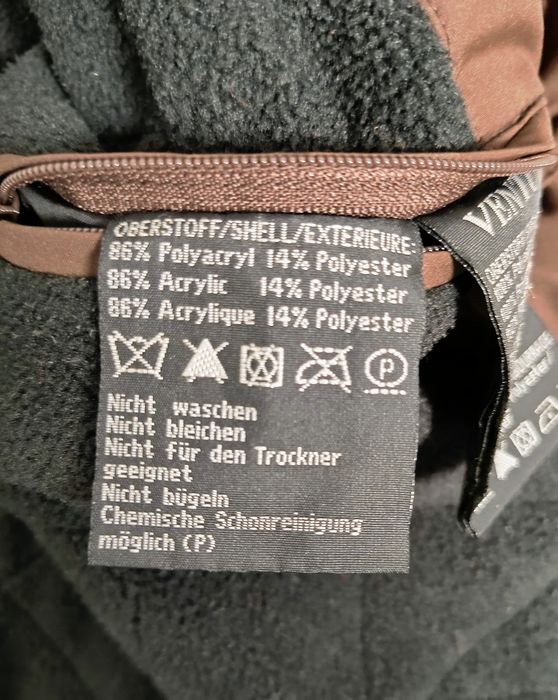 OBERSTOFF/SHELL/EXTERIEURE:
86% Polyacryl 14% Polyester
86% Acrylic 14% Polyester
86% Acrylique 14% Polyester
P
Nicht waschen
Nicht bleichen
Nicht für den Trockner
geeignet
Nicht bügeln
Chemische Schonreinigung
möglich (P)